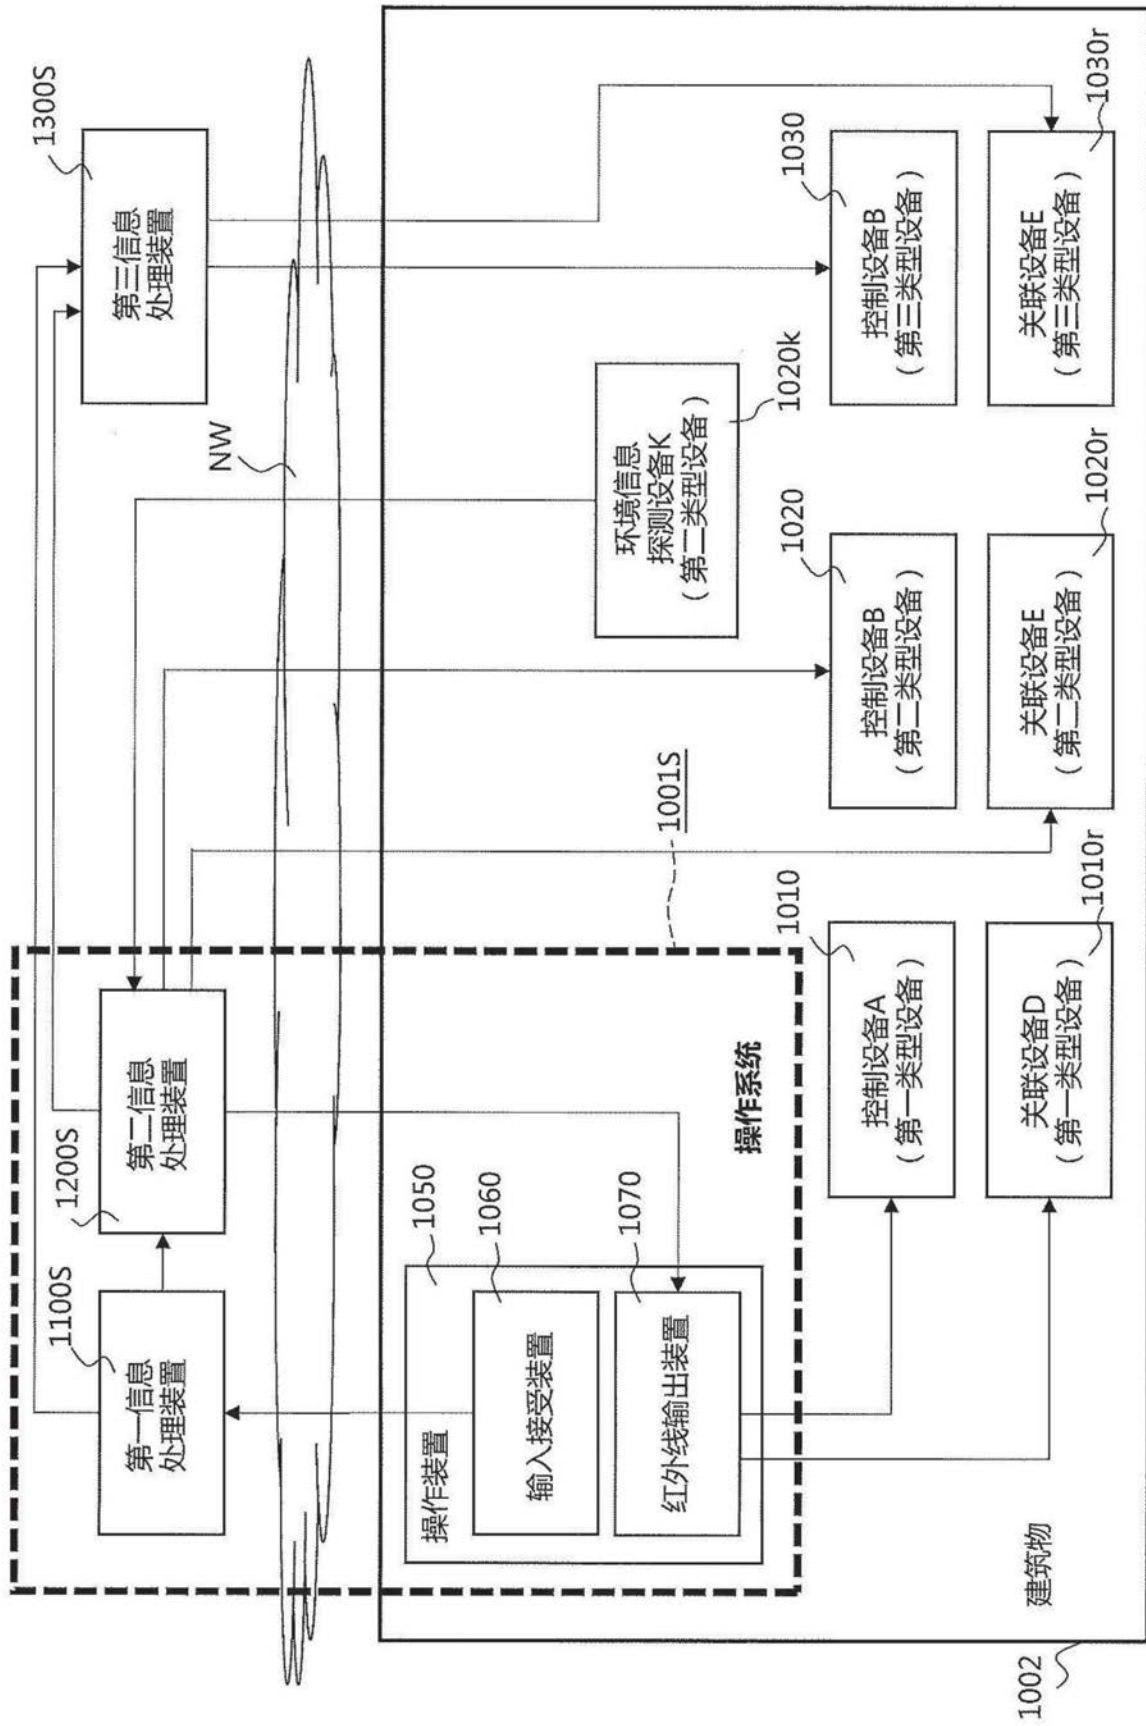 1300S
第三信息
处理装置
1200S
第二信息
处理装置
1100S
第一信息
处理装置
NW
1050
操作装置
1060
输入接受装置
1070
红外线输出装置
操作系统
1001S
环境信息
探测设备K
（第二类型设备）
1020k
1010
控制设备A
（第一类型设备）
1020
控制设备B
（第二类型设备）
1030
控制设备B
（第三类型设备）
关联设备D
（第一类型设备）
1010r
关联设备E
（第二类型设备）
1020r
关联设备E
（第三类型设备）
1030r
建筑物
1002